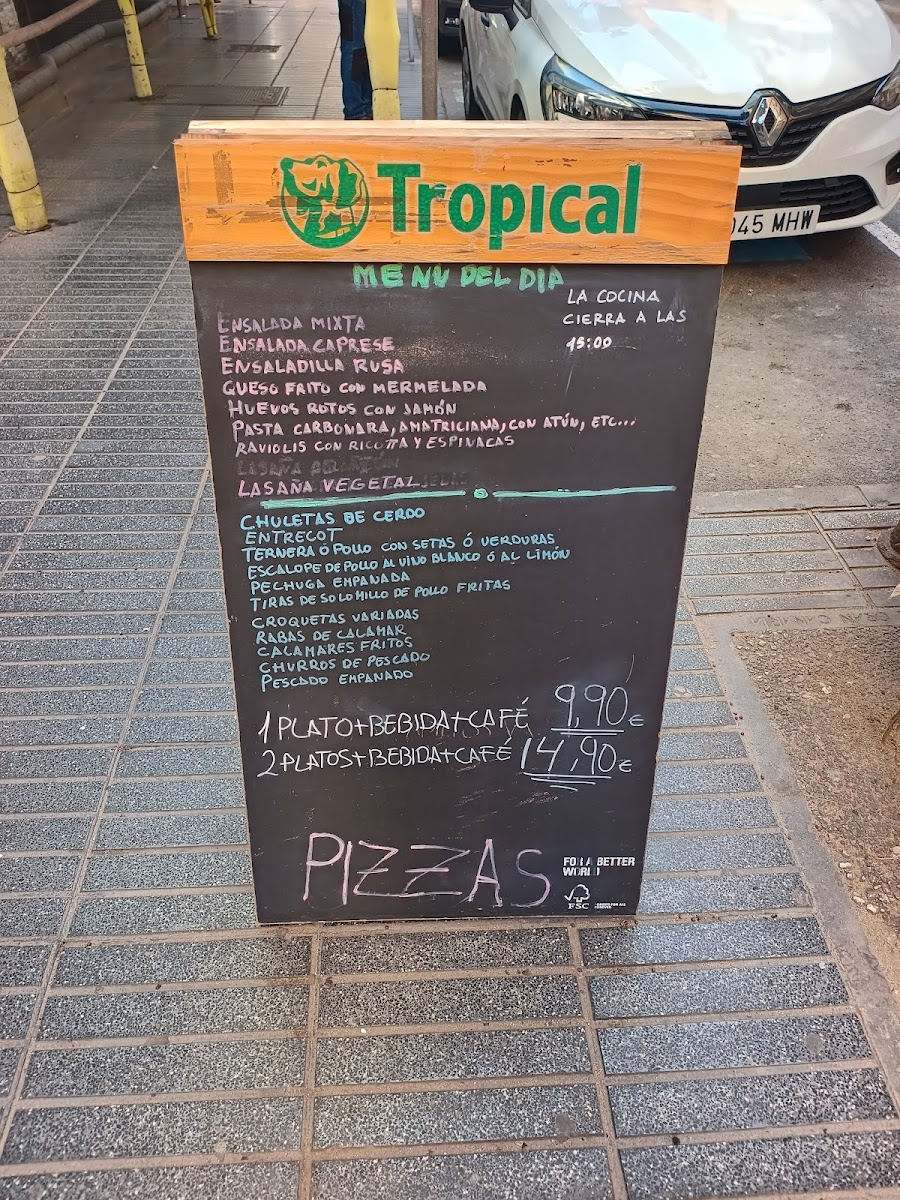 Tropical
MENU DEL DIA
LA COCINA
CIERRA A LAS
15:00
ENSALADA MIXTA
ENSALADA CAPRESE
ENSALADILLA RUSA
QUESO FRITO CON MERMELADA
HUEVOS ROTOS CON JAMÓN
PASTA CARBONARA, AMATRICIANA, CON ATÚN, ETC...
RAVIOLIS CON RICOTTA Y ESPINACAS
LASAÑA VEGETAL
CHULETAS DE CERDO
ENTRECOT
TERNERA Ó POLLO CON SETAS Ó VERDURAS
ESCALOPE DE POLLO AL VINO BLANCO Ó AL LIMÓN
PECHUGA EMPANADA
TIRAS DE SOLOMILLO DE POLLO FRITAS
CROQUETAS VARIADAS
RABAS DE CALAMAR
CALAMARES FRITOS
CHURROS DE PESCADO
PESCADO EMPANADO
1 PLATO+BEBIDA+CAFÉ 9,90€
2 PLATOS+BEBIDA+CAFÉ 14,90€
PIZZAS
FOR A BETTER
WORLD
FSC
045 MHW